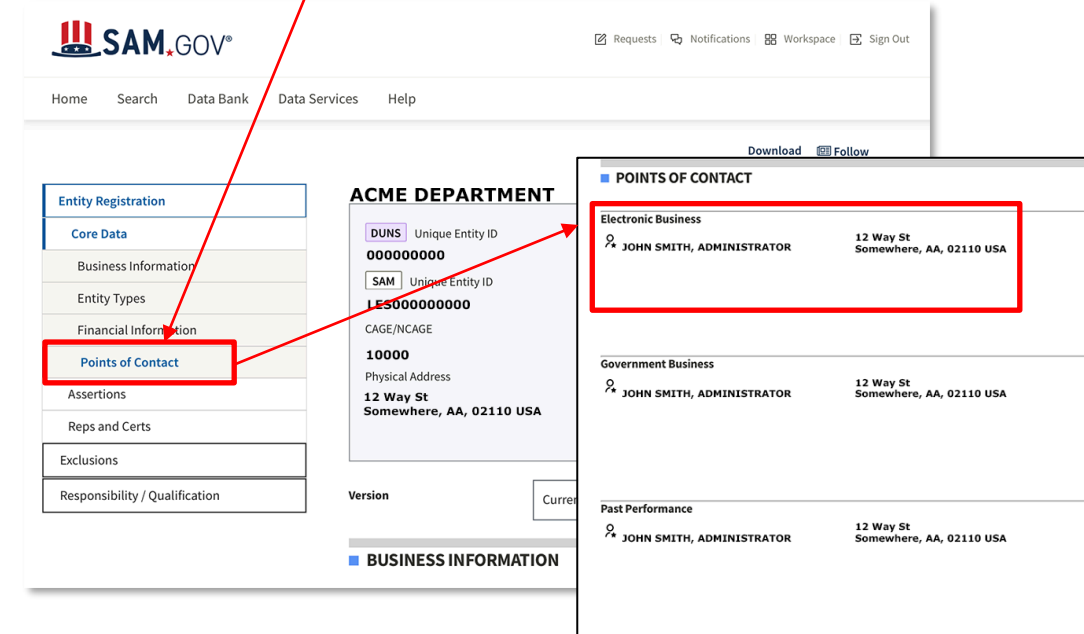 SAM.GOV®
Requests
Notifications
Workspace
Sign Out
Home
Search
Data Bank
Data Services
Help
Download
Follow
Entity Registration
Core Data
Business Information
Entity Types
Financial Information
Points of Contact
Assertions
Reps and Certs
Exclusions
Responsibility / Qualification
ACME DEPARTMENT
DUNS Unique Entity ID
000000000
SAM Unique Entity ID
LES000000000
CAGE/NCAGE
10000
Physical Address
12 Way St
Somewhere, AA, 02110 USA
Version
BUSINESS INFORMATION
POINTS OF CONTACT
Electronic Business
JOHN SMITH, ADMINISTRATOR
12 Way St
Somewhere, AA, 02110 USA
Government Business
JOHN SMITH, ADMINISTRATOR
12 Way St
Somewhere, AA, 02110 USA
Past Performance
JOHN SMITH, ADMINISTRATOR
12 Way St
Somewhere, AA, 02110 USA